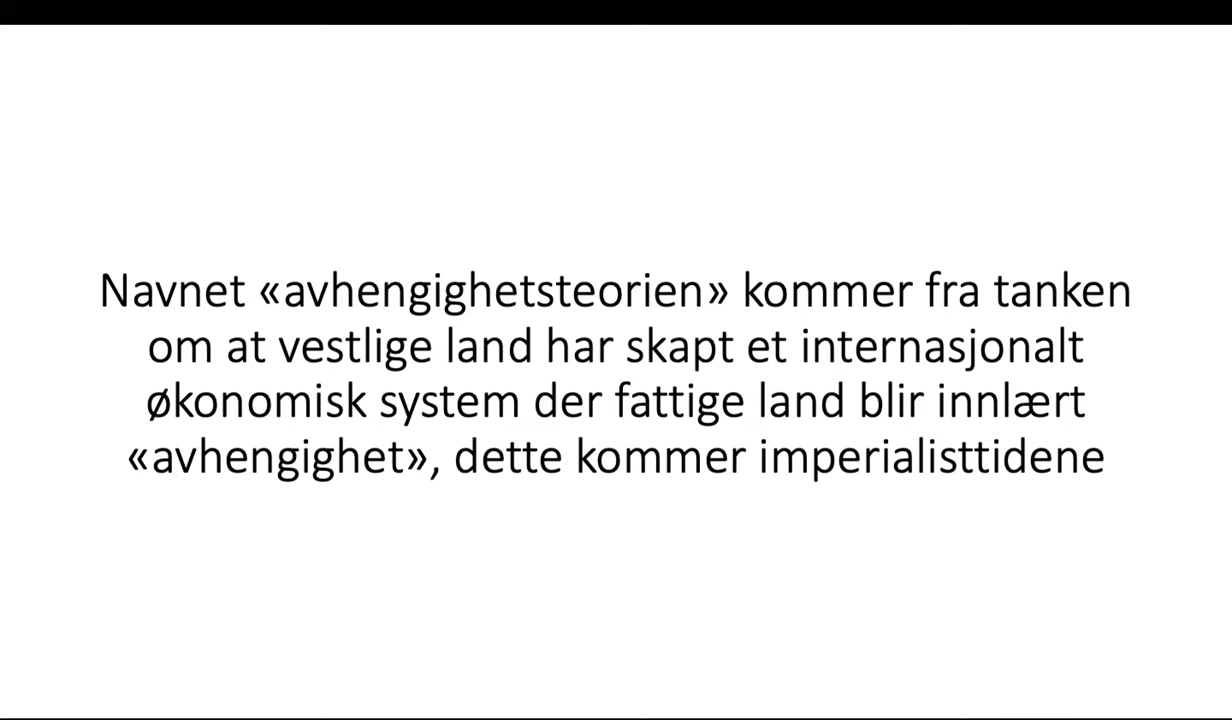 Navnet «avhengighetsteorien» kommer fra tanken
om at vestlige land har skapt et internasjonalt
økonomisk system der fattige land blir innlært
«avhengighet», dette kommer imperialisttidene